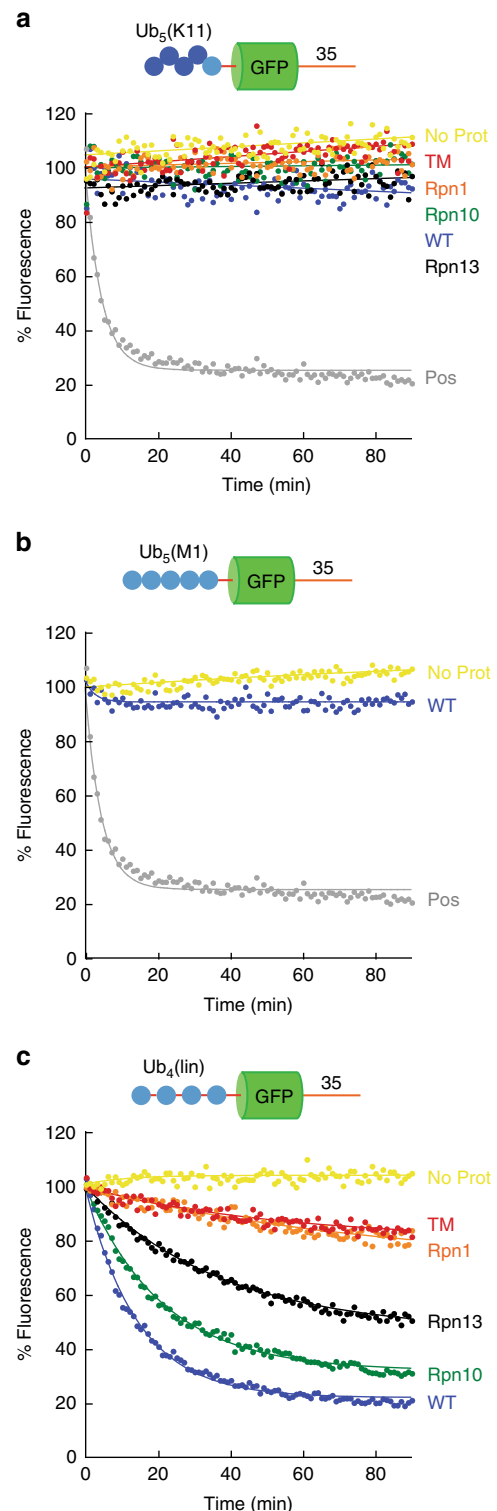 a
Ub5(K11)
GFP
35
120
100
80
60
40
20
0
% Fluorescence
0 20 40 60 80
Time (min)
No Prot
TM
Rpn1
Rpn10
WT
Rpn13
Pos
b
Ub5(M1)
GFP
35
120
100
80
60
40
20
0
% Fluorescence
0 20 40 60 80
Time (min)
No Prot
WT
Pos
c
Ub4(lin)
GFP
35
120
100
80
60
40
20
0
% Fluorescence
0 20 40 60 80
Time (min)
No Prot
TM
Rpn1
Rpn13
Rpn10
WT